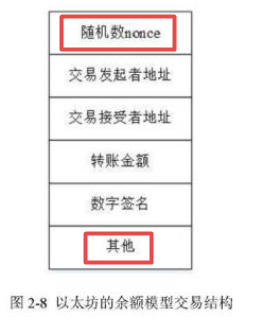 随机数nonce
交易发起者地址
交易接受者地址
转账金额
数字签名
其他
图 2-8 以太坊的余额模型交易结构